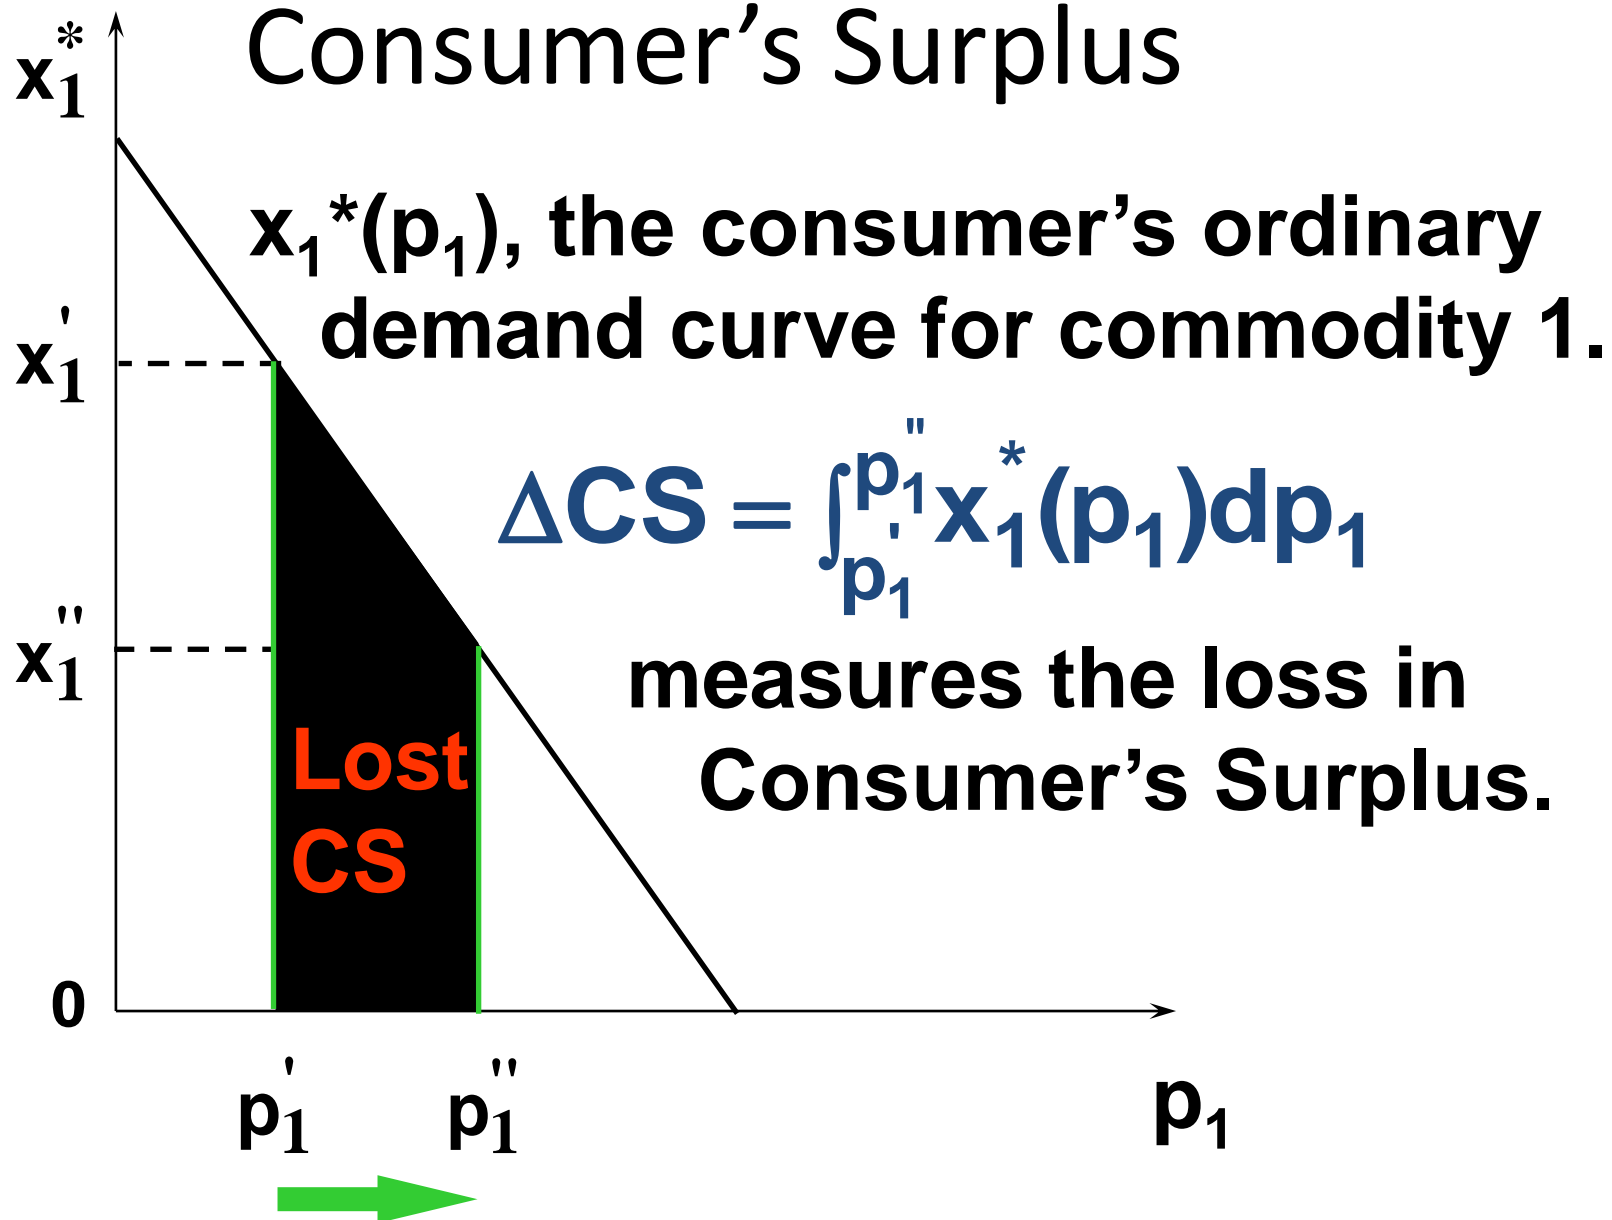 Consumer’s Surplus
x₁*
x₁*(p₁), the consumer’s ordinary
demand curve for commodity 1.
x₁'
ΔCS = ∫p₁'p₁" x₁*(p₁)dp₁
x₁''
measures the loss in
Consumer’s Surplus.
Lost
CS
0
p₁' p₁'' p₁